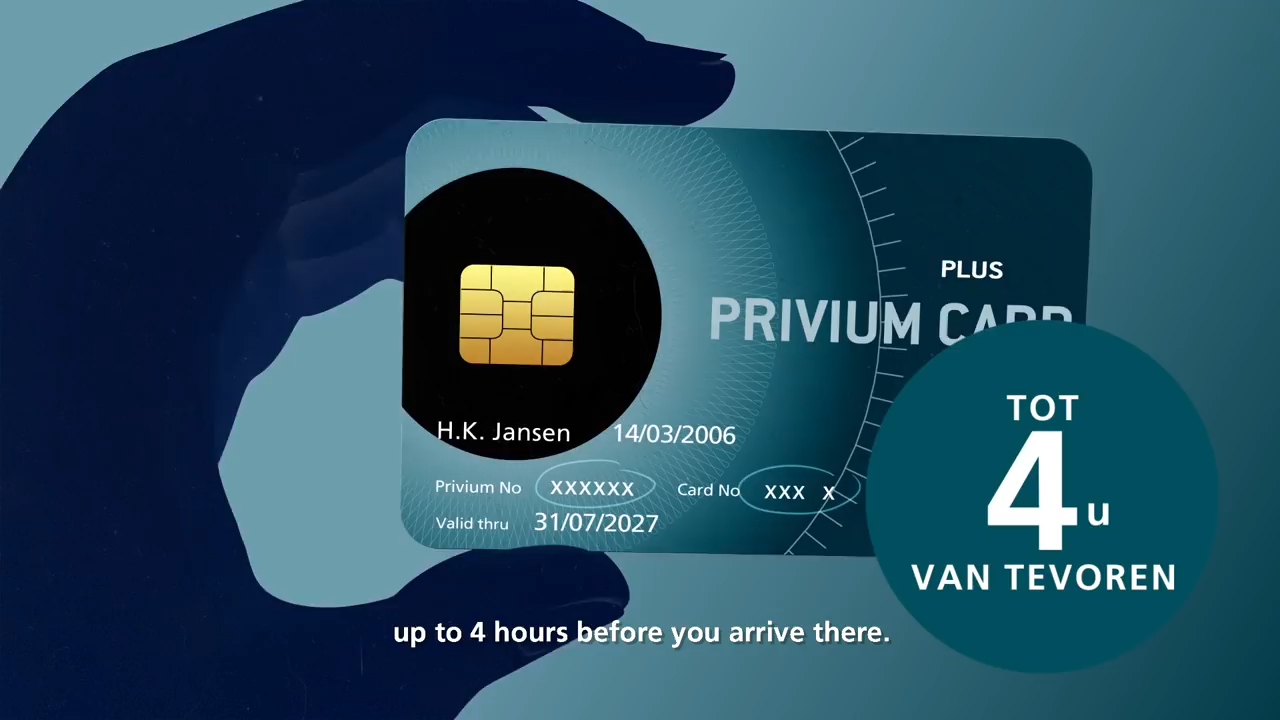 PLUS
PRIVIUM CARD
H.K. Jansen 14/03/2006
Privium No XXXXXX Card No XXX X
Valid thru 31/07/2027
TOT
4 u
VAN TEVOREN
up to 4 hours before you arrive there.